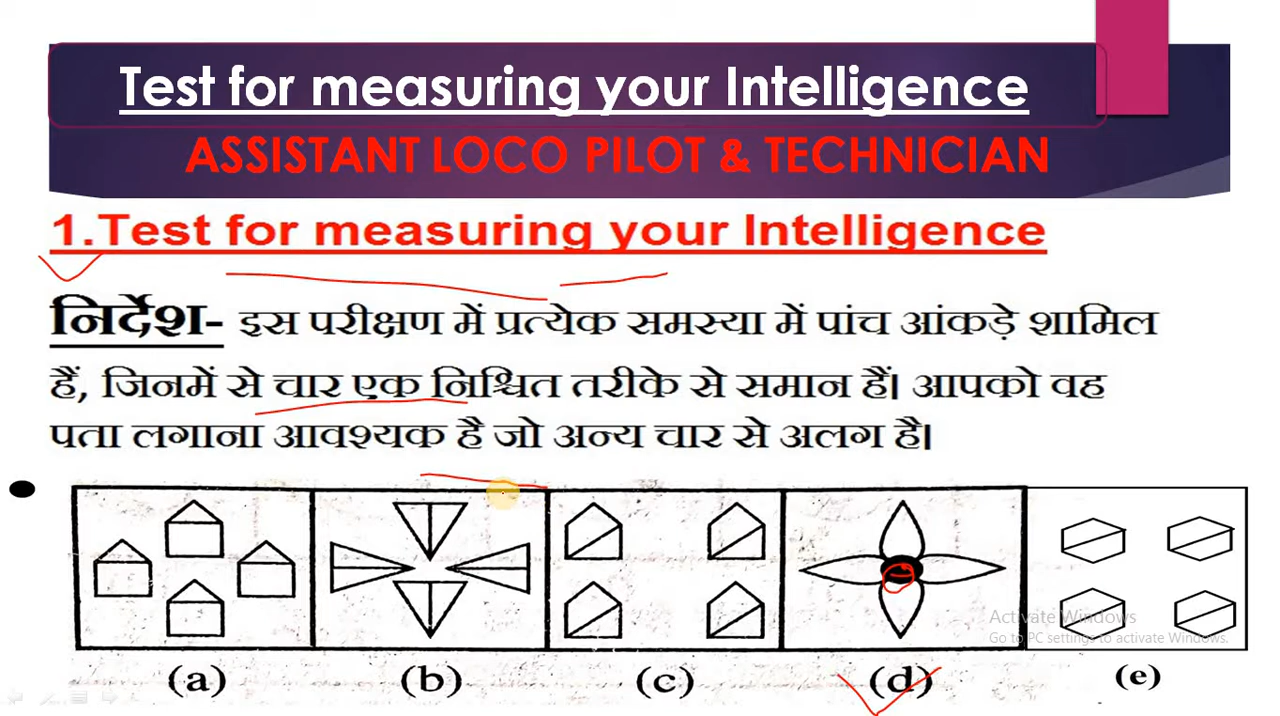 Test for measuring your Intelligence
ASSISTANT LOCO PILOT & TECHNICIAN
1.Test for measuring your Intelligence
निर्देश- इस परीक्षण में प्रत्येक समस्या में पांच आंकड़े शामिल
हैं, जिनमें से चार एक निश्चित तरीके से समान हैं। आपको वह
पता लगाना आवश्यक है जो अन्य चार से अलग है।
Activate Windows
Go to PC settings to activate Windows.
(a) (b) (c) (d) (e)